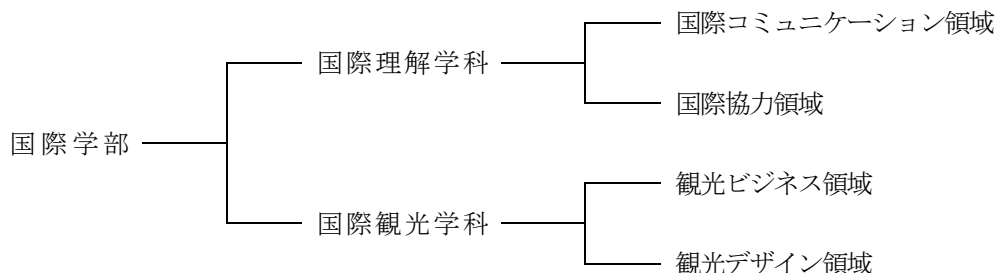 国際学部
国際理解学科
国際コミュニケーション領域
国際協力領域
国際観光学科
観光ビジネス領域
観光デザイン領域